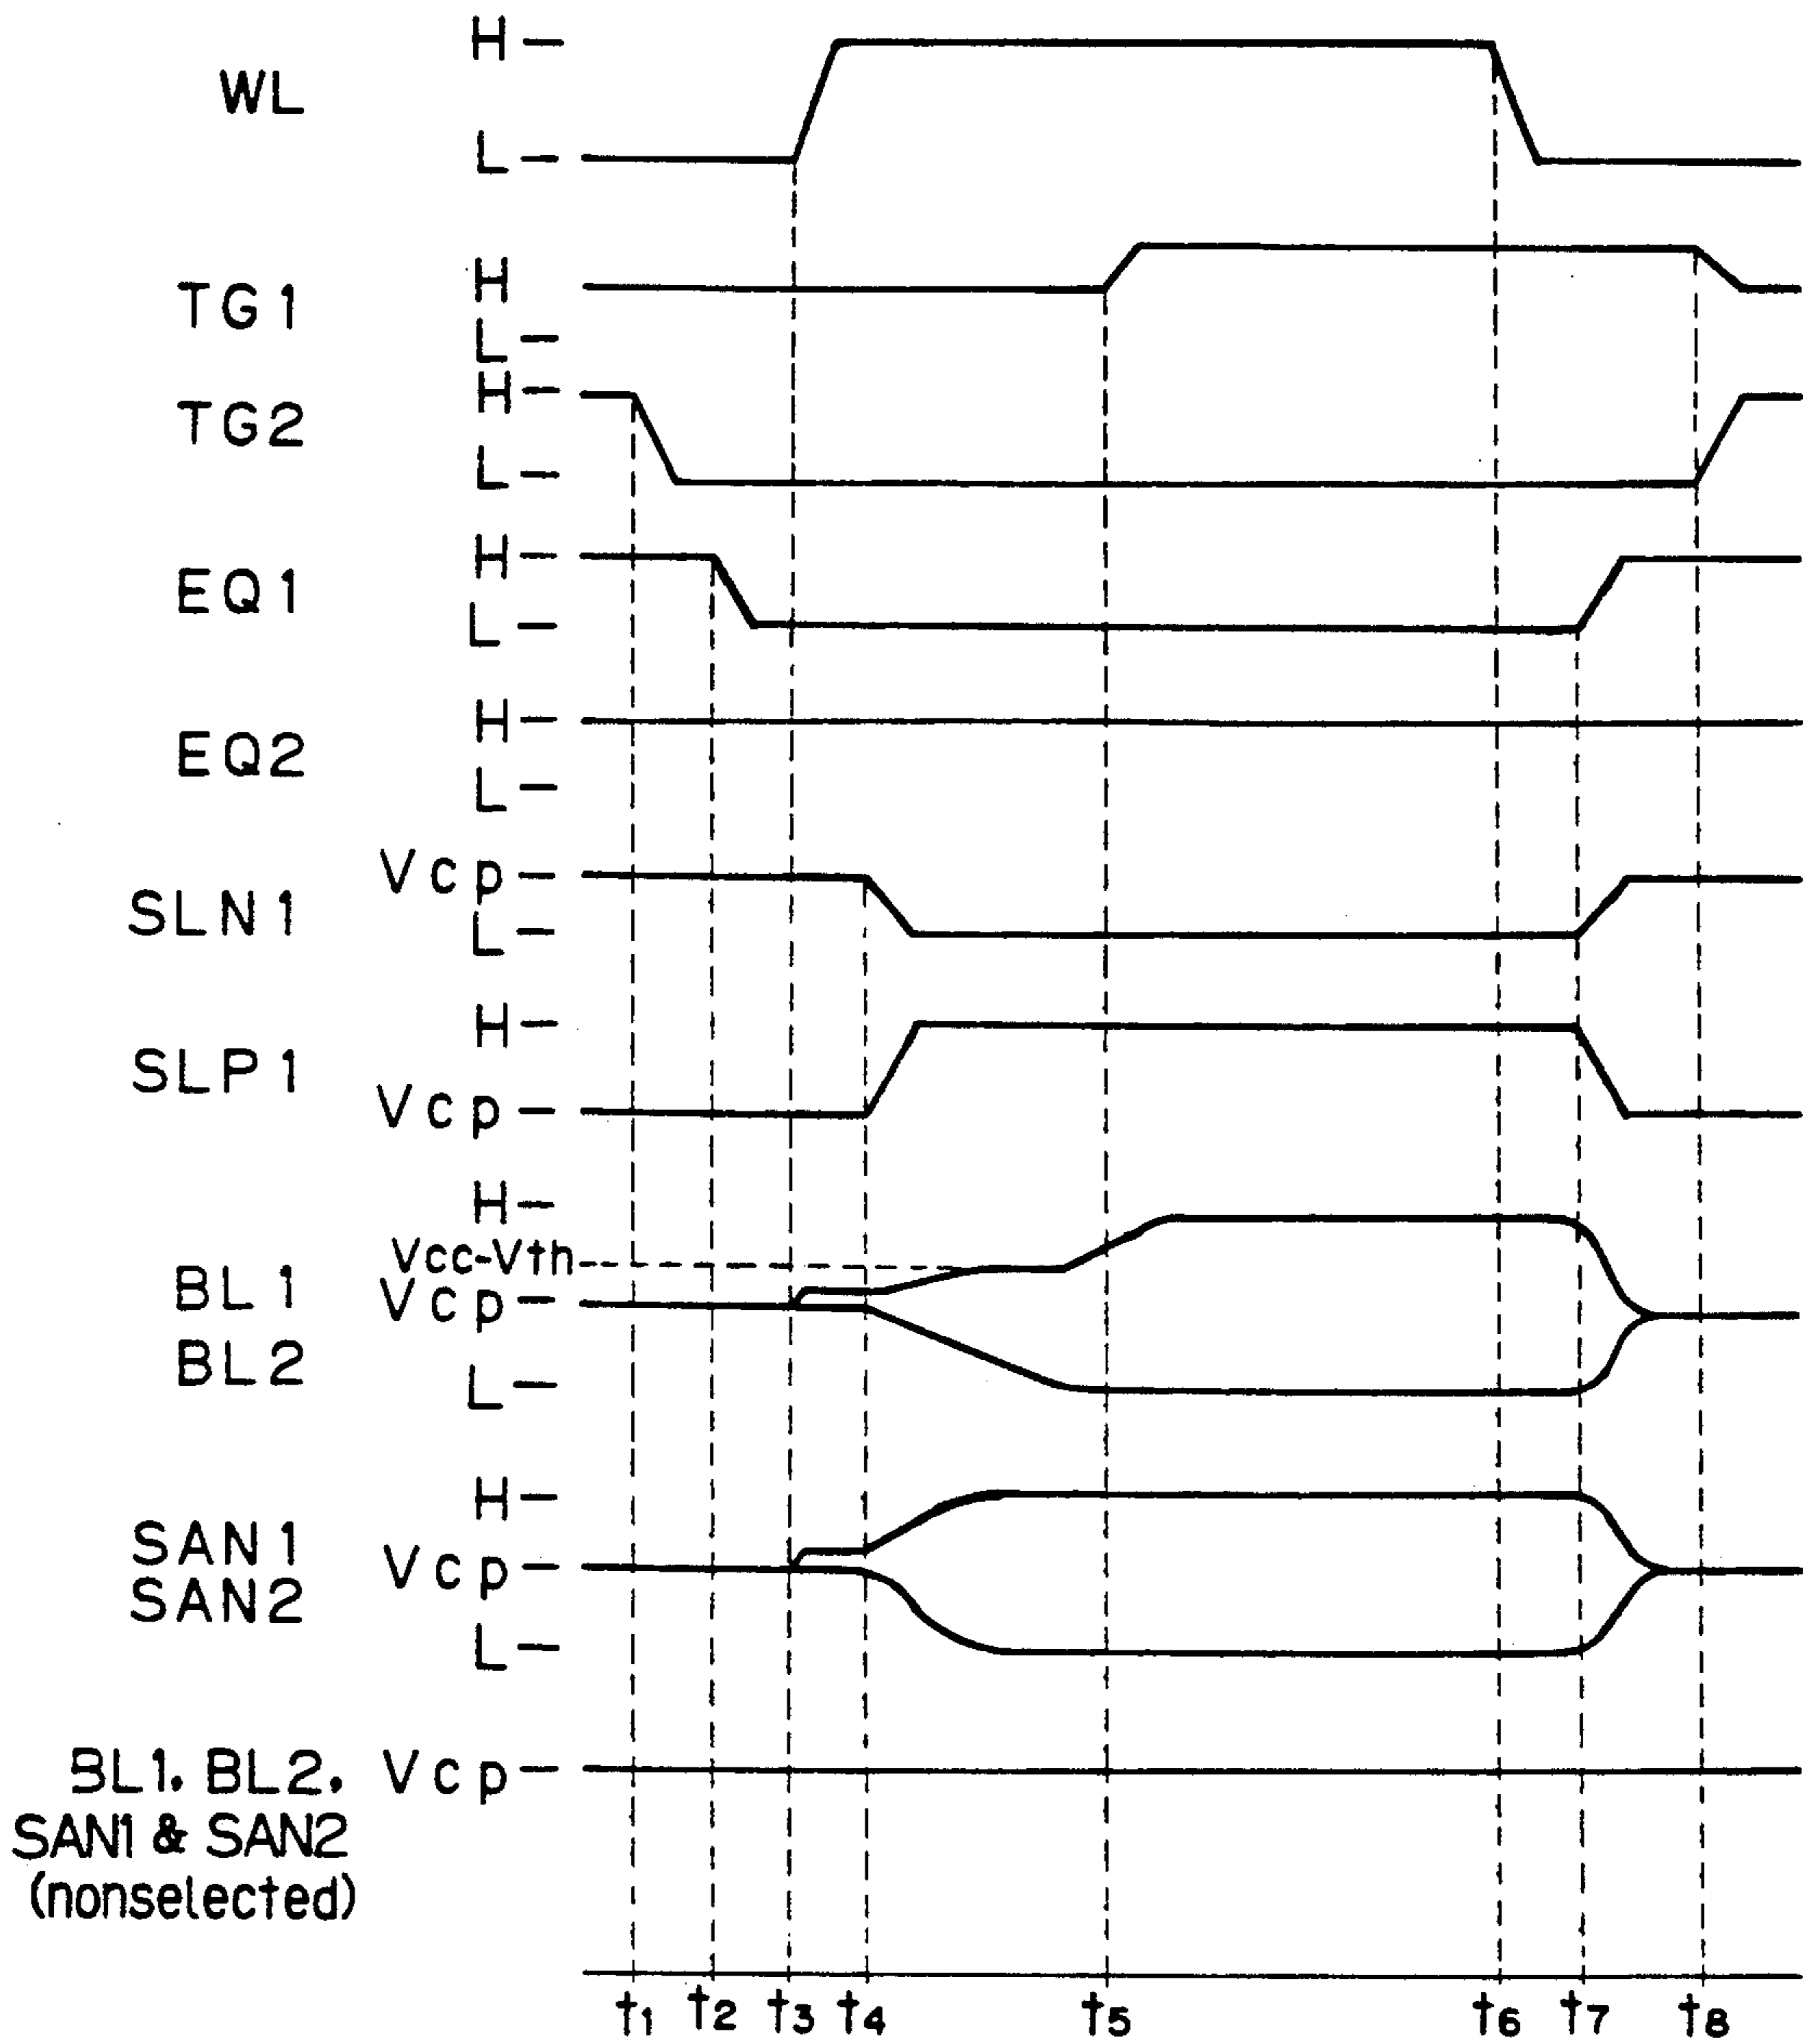 H
WL
L
H
TG1
L
H
TG2
L
H
EQ1
L
H
EQ2
L
Vcp
SLN1
L
H
SLP1
Vcp
H
Vcc-Vth
BL1
Vcp
BL2
L
H
SAN1
Vcp
SAN2
L
BL1. BL2. Vcp
SAN1 & SAN2
(nonselected)
t1 t2 t3 t4 t5 t6 t7 t8